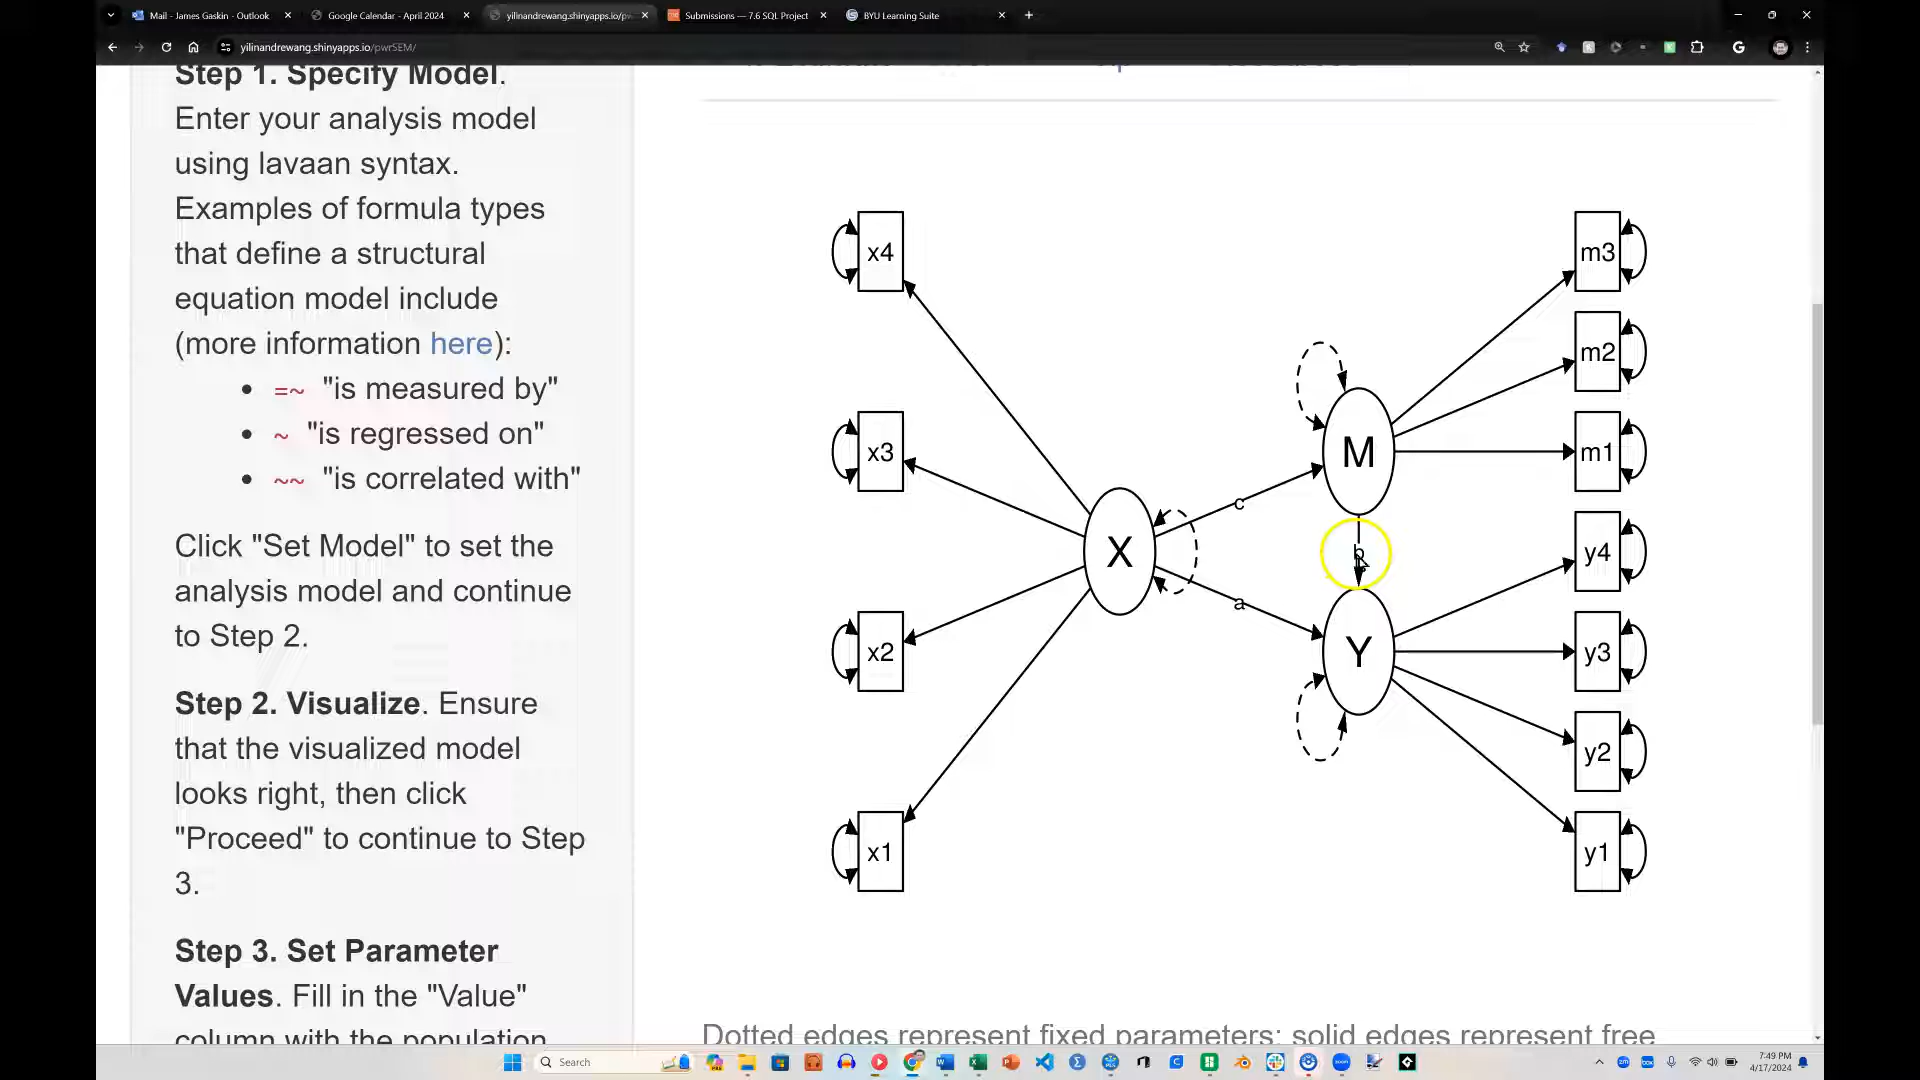 Mail - James Gaskin - Outlook
Google Calendar - April 2024
yilinandrewang.shinyapps.io/pw
Submissions — 7.6 SQL Project
BYU Learning Suite
yilinandrewang.shinyapps.io/pwrSEM/
Step 1. Specify Model.
Enter your analysis model
using lavaan syntax.
Examples of formula types
that define a structural
equation model include
(more information here):
=~ "is measured by"
~ "is regressed on"
~~ "is correlated with"
Click "Set Model" to set the
analysis model and continue
to Step 2.
Step 2. Visualize. Ensure
that the visualized model
looks right, then click
"Proceed" to continue to Step
3.
Step 3. Set Parameter
Values. Fill in the "Value"
column with the population
x4
m3
m2
x3
M
m1
c
X
b
y4
a
x2
Y
y3
y2
x1
y1
Dotted edges represent fixed parameters; solid edges represent free
Search
7:49 PM
4/17/2024